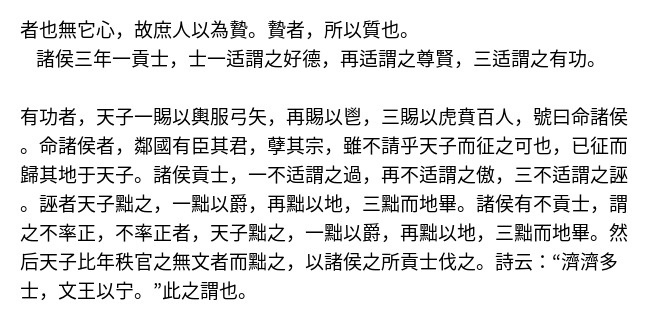 者也無它心，故庶人以為贄。贄者，所以質也。
諸侯三年一貢士，士一适謂之好德，再适謂之尊賢，三适謂之有功。
有功者，天子一賜以輿服弓矢，再賜以鬯，三賜以虎賁百人，號曰命諸侯
。命諸侯者，鄰國有臣其君，孽其宗，雖不請乎天子而征之可也，已征而
歸其地于天子。諸侯貢士，一不适謂之過，再不适謂之傲，三不适謂之誣
。誣者天子黜之，一黜以爵，再黜以地，三黜而地畢。諸侯有不貢士，謂
之不率正，不率正者，天子黜之，一黜以爵，再黜以地，三黜而地畢。然
后天子比年秩官之無文者而黜之，以諸侯之所貢士伐之。詩云：“濟濟多
士，文王以宁。”此之謂也。